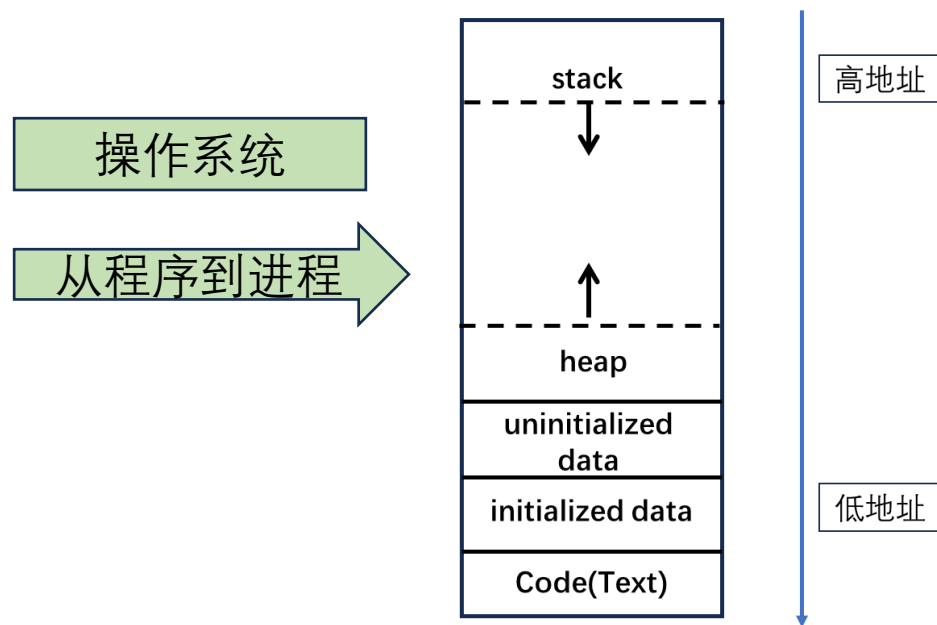 stack
高地址
操作系统
从程序到进程
heap
uninitialized
data
initialized data
低地址
Code(Text)